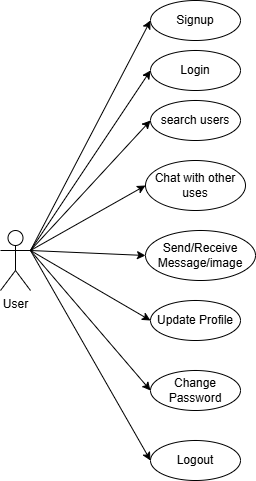 Signup
Login
search users
Chat with other
uses
Send/Receive
Message/image
User
Update Profile
Change
Password
Logout